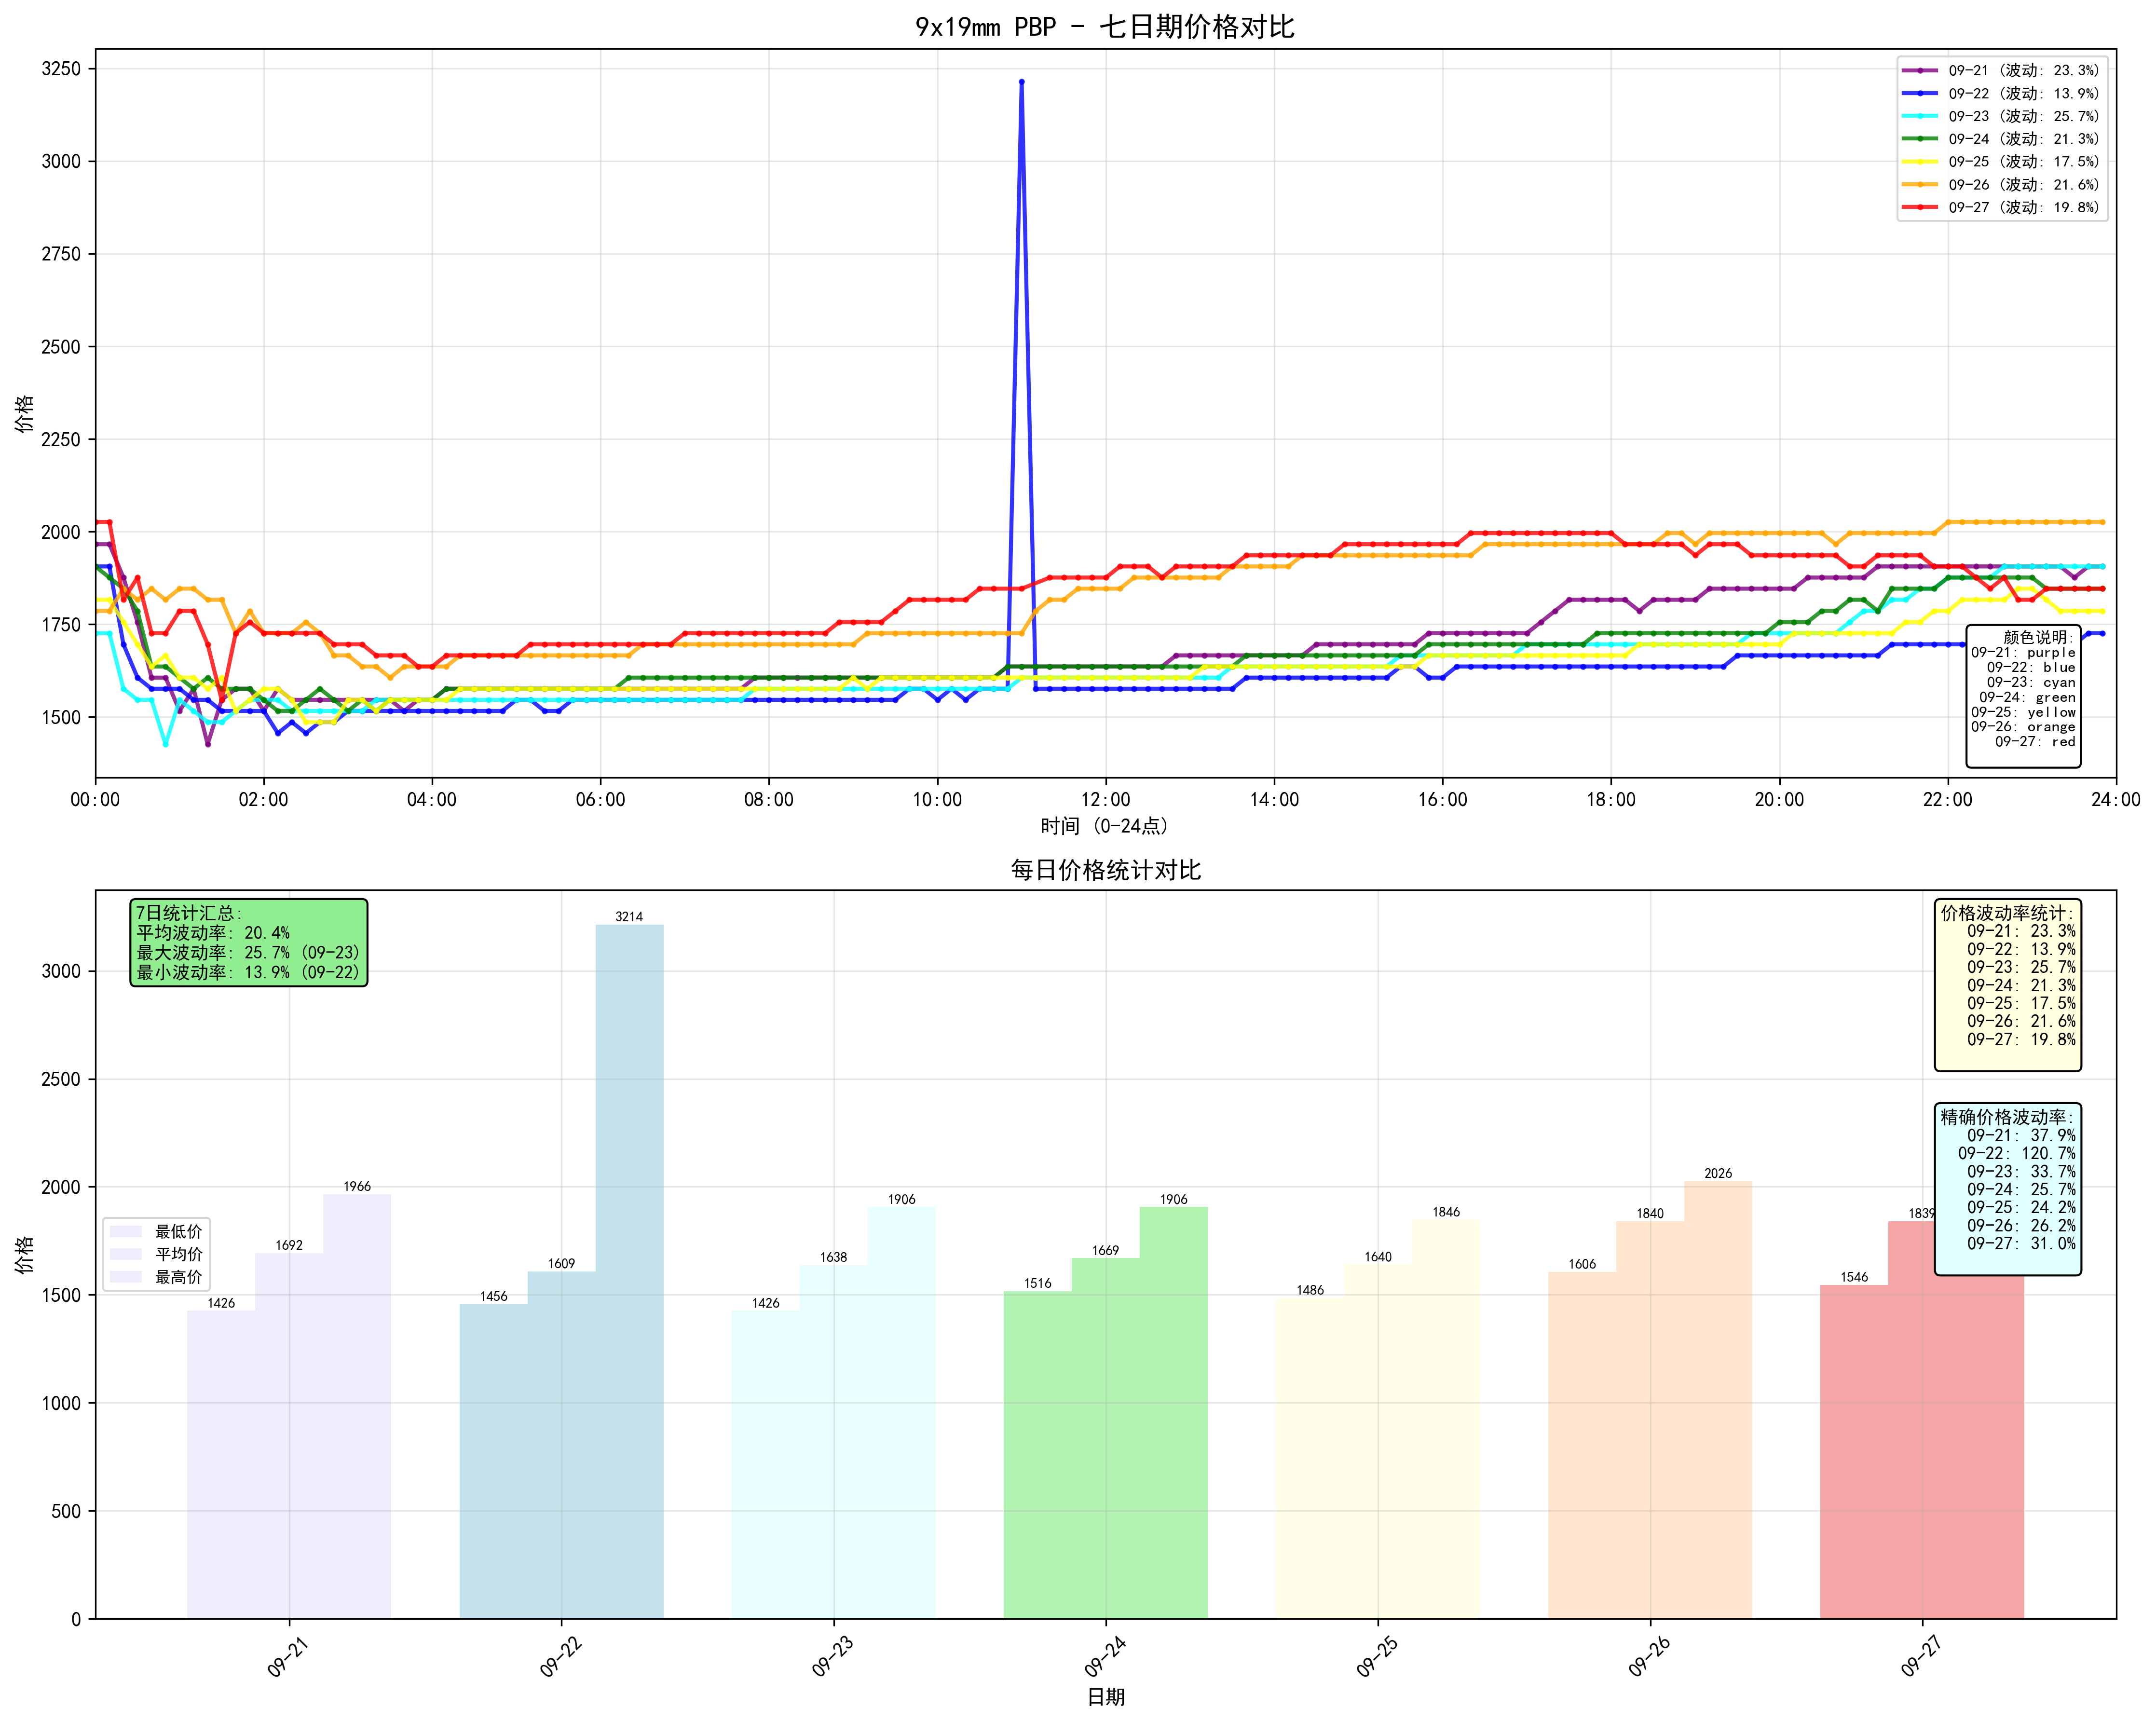 9x19mm PBP - 七日期价格对比
3250
3000
2750
2500
2250
2000
1750
1500
价格
09-21 (波动: 23.3%)
09-22 (波动: 13.9%)
09-23 (波动: 25.7%)
09-24 (波动: 21.3%)
09-25 (波动: 17.5%)
09-26 (波动: 21.6%)
09-27 (波动: 19.8%)
颜色说明:
09-21: purple
09-22: blue
09-23: cyan
09-24: green
09-25: yellow
09-26: orange
09-27: red
00:00 02:00 04:00 06:00 08:00 10:00 12:00 14:00 16:00 18:00 20:00 22:00 24:00
时间 (0-24点)
每日价格统计对比
7日统计汇总:
平均波动率: 20.4%
最大波动率: 25.7% (09-23)
最小波动率: 13.9% (09-22)
价格波动率统计:
09-21: 23.3%
09-22: 13.9%
09-23: 25.7%
09-24: 21.3%
09-25: 17.5%
09-26: 21.6%
09-27: 19.8%
精确价格波动率:
09-21: 37.9%
09-22: 120.7%
09-23: 33.7%
09-24: 25.7%
09-25: 24.2%
09-26: 26.2%
09-27: 31.0%
3000
2500
2000
1500
1000
500
0
价格
最低价
平均价
最高价
1426 1692 1966
1456 1609 3214
1426 1638 1906
1516 1669 1906
1486 1640 1846
1606 1840 2026
1546 1839
09-21 09-22 09-23 09-24 09-25 09-26 09-27
日期